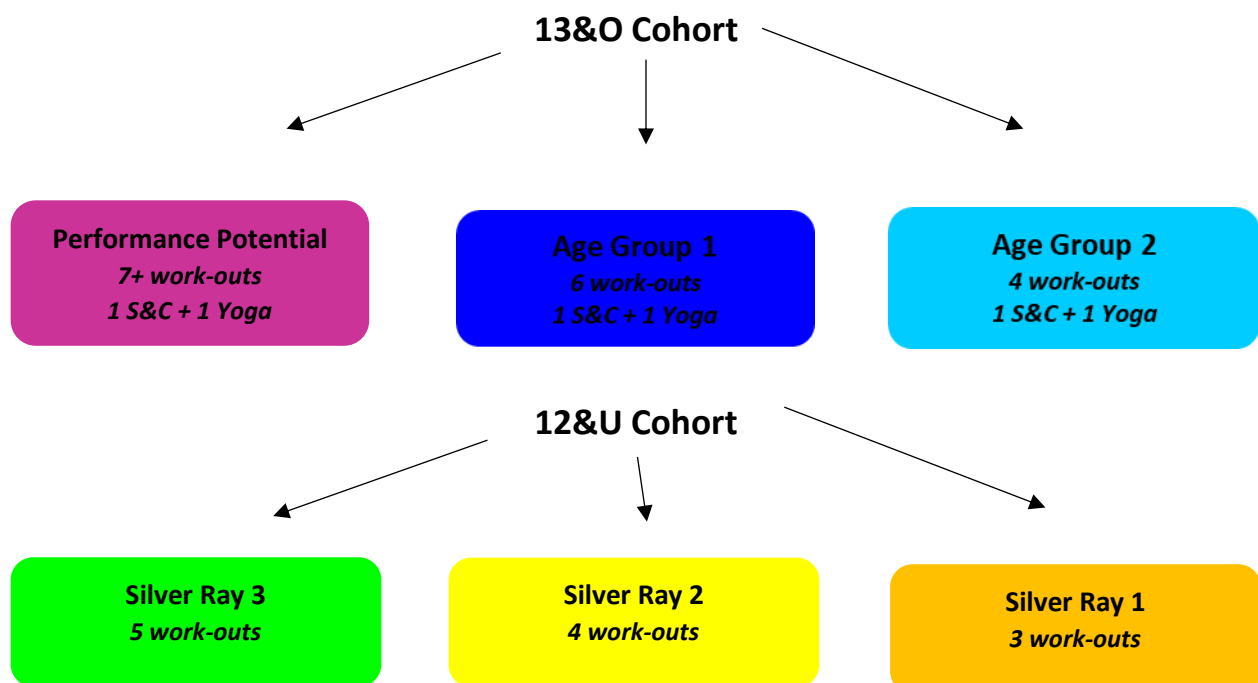 13&O Cohort
Performance Potential
7+ work-outs
1 S&C + 1 Yoga
Age Group 1
6 work-outs
1 S&C + 1 Yoga
Age Group 2
4 work-outs
1 S&C + 1 Yoga
12&U Cohort
Silver Ray 3
5 work-outs
Silver Ray 2
4 work-outs
Silver Ray 1
3 work-outs